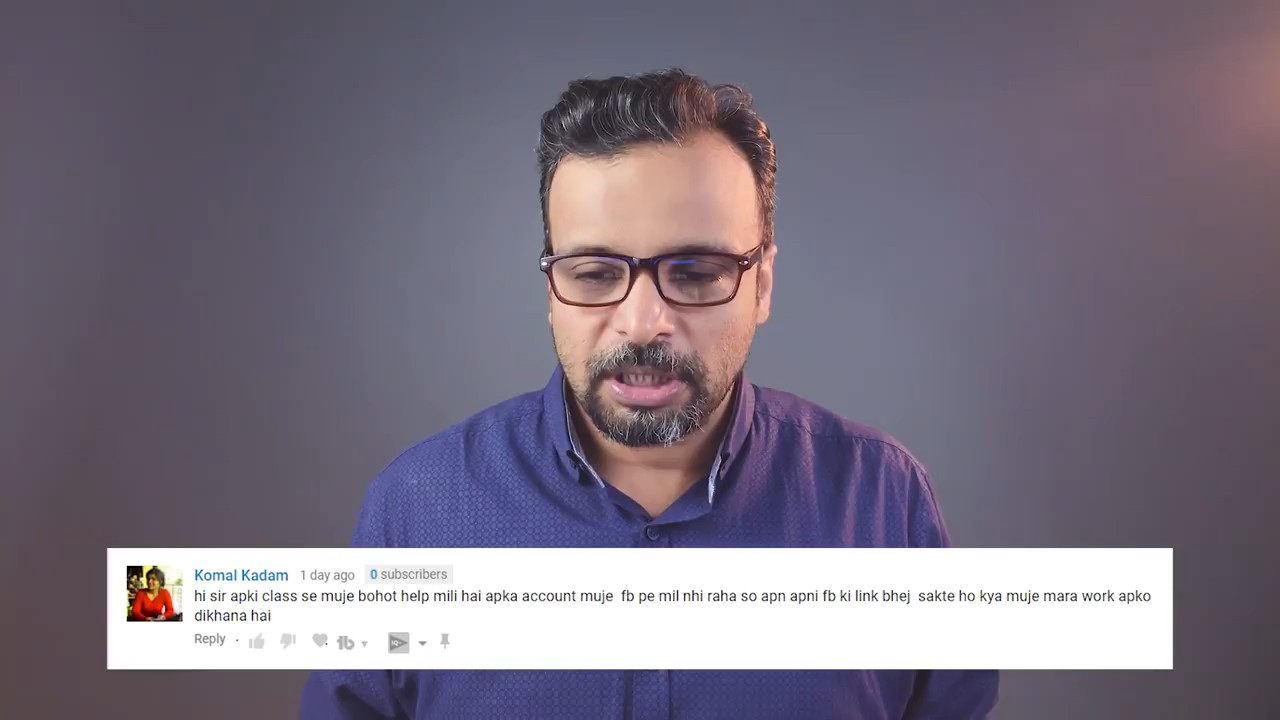 Komal Kadam 1 day ago 0 subscribers
hi sir apki class se muje bohot help mili hai apka account muje  fb pe mil nhi raha so apn apni fb ki link bhej  sakte ho kya muje mara work apko
dikhana hai
Reply